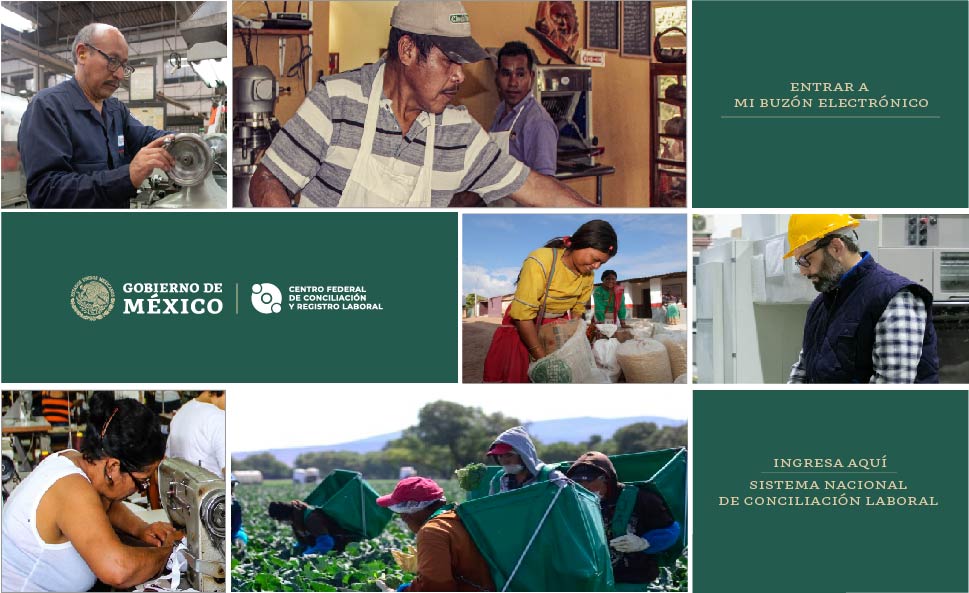 ENTRAR A
MI BUZÓN ELECTRÓNICO
GOBIERNO DE
MÉXICO
CENTRO FEDERAL
DE CONCILIACIÓN
Y REGISTRO LABORAL
INGRESA AQUÍ
SISTEMA NACIONAL
DE CONCILIACIÓN LABORAL